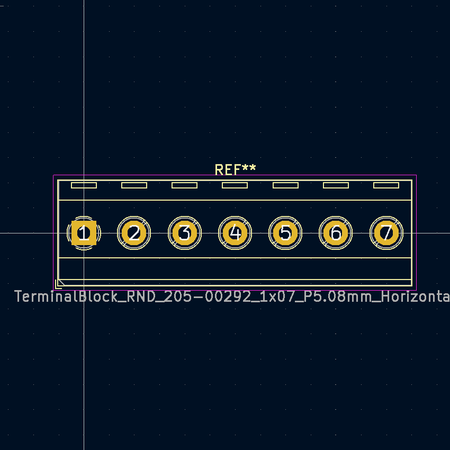 REF**
1 2 3 4 5 6 7
TerminalBlock_RND_205-00292_1x07_P5.08mm_Horizonta